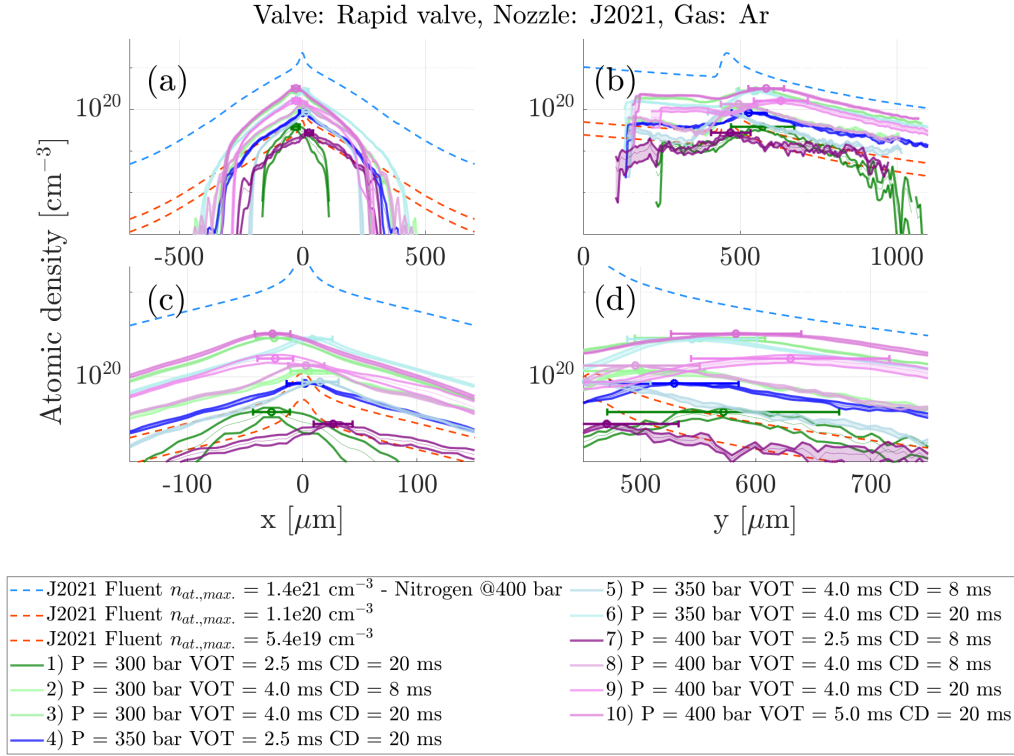 Valve: Rapid valve, Nozzle: J2021, Gas: Ar
(a)
(b)
10^20
10^20
-500
0
500
0
500
1000
(c)
(d)
10^20
10^20
-100
0
100
500
600
700
Atomic density [cm^−3]
x [μm]
y [μm]
J2021 Fluent n_at.,max. = 1.4e21 cm^−3 - Nitrogen @400 bar
J2021 Fluent n_at.,max. = 1.1e20 cm^−3
J2021 Fluent n_at.,max. = 5.4e19 cm^−3
1) P = 300 bar VOT = 2.5 ms CD = 20 ms
2) P = 300 bar VOT = 4.0 ms CD = 8 ms
3) P = 300 bar VOT = 4.0 ms CD = 20 ms
4) P = 350 bar VOT = 2.5 ms CD = 20 ms
5) P = 350 bar VOT = 4.0 ms CD = 8 ms
6) P = 350 bar VOT = 4.0 ms CD = 20 ms
7) P = 400 bar VOT = 2.5 ms CD = 8 ms
8) P = 400 bar VOT = 4.0 ms CD = 8 ms
9) P = 400 bar VOT = 4.0 ms CD = 20 ms
10) P = 400 bar VOT = 5.0 ms CD = 20 ms